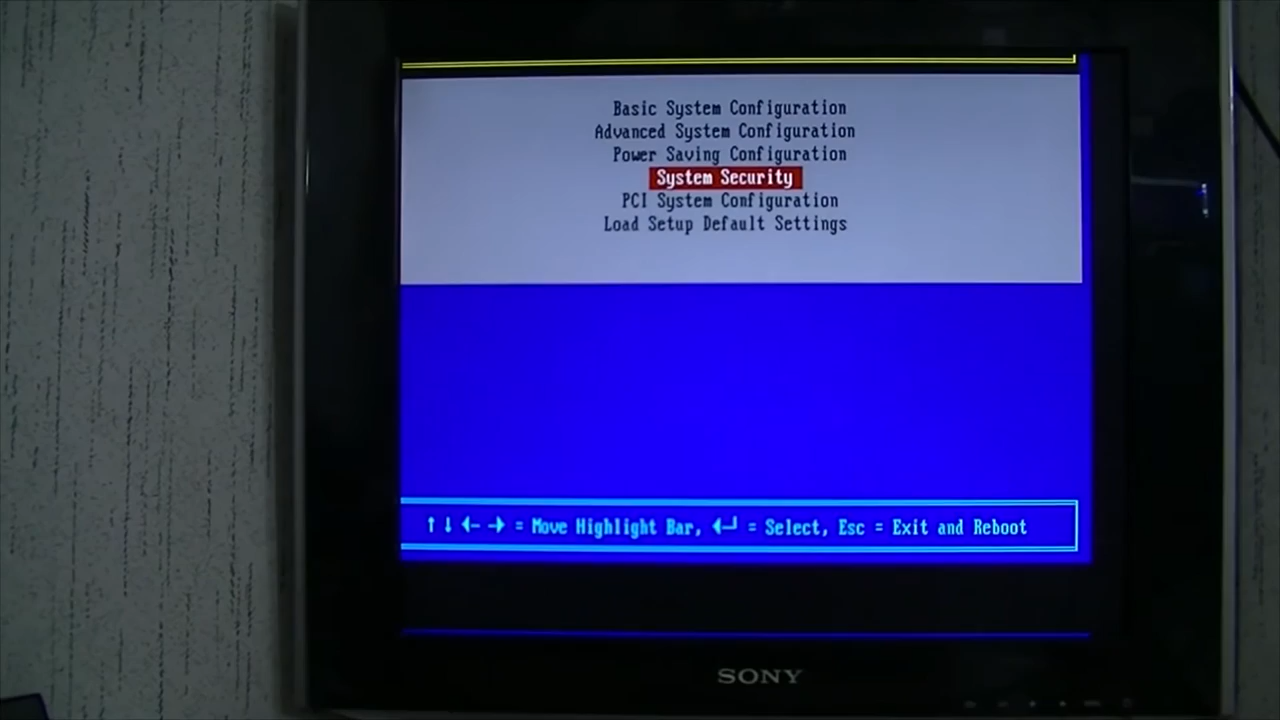 Basic System Configuration
Advanced System Configuration
Power Saving Configuration
System Security
PCI System Configuration
Load Setup Default Settings
↑ ↓ ← → = Move Highlight Bar, ↵ = Select, Esc = Exit and Reboot
SONY